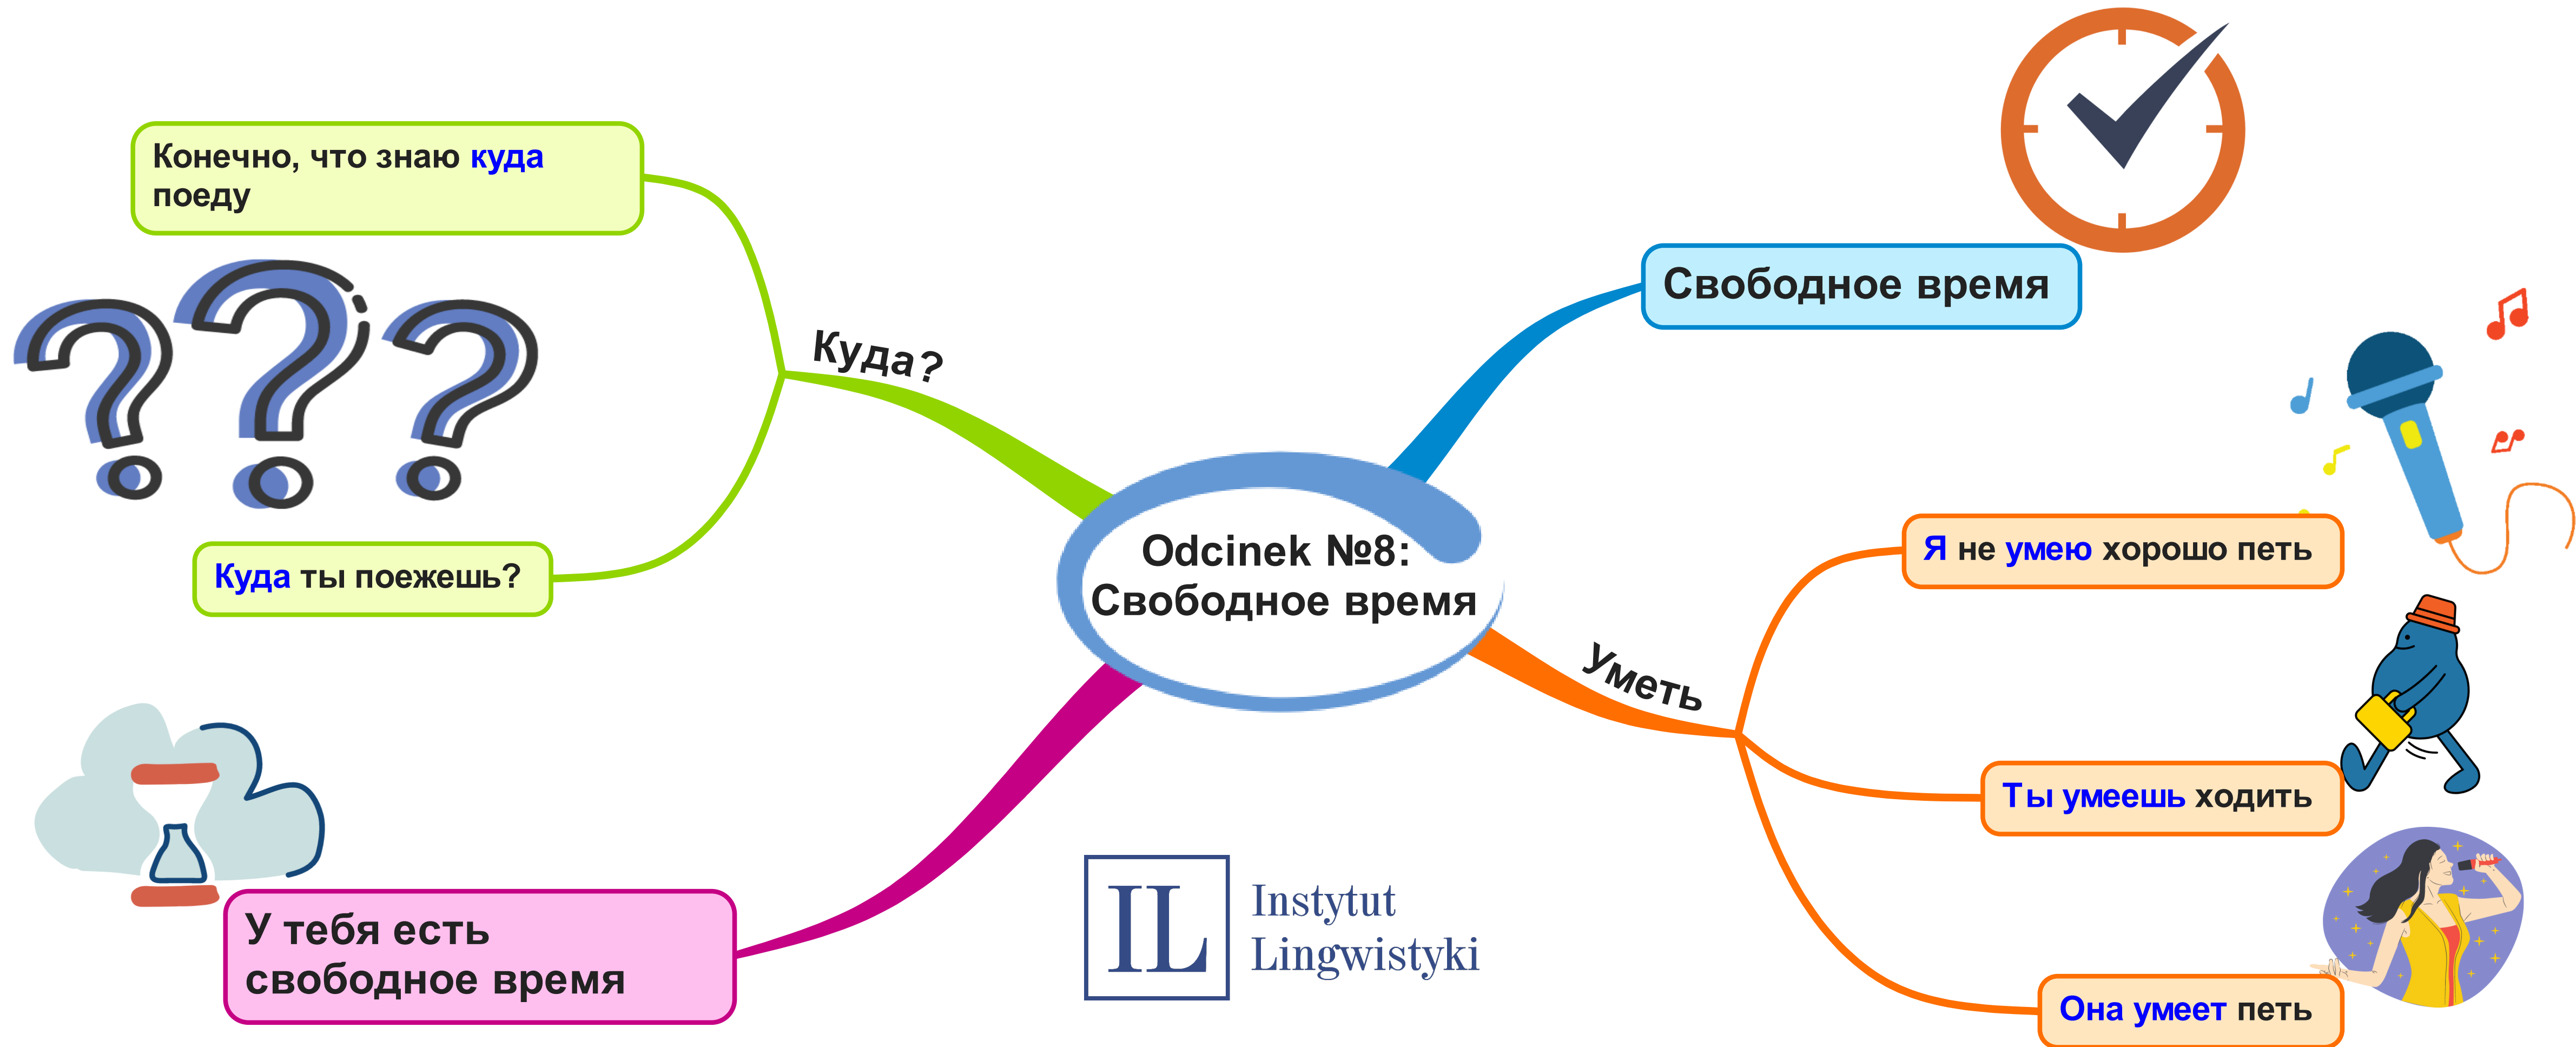 Odcinek №8:
Свободное время
Свободное время
Уметь
Я не умею хорошо петь
Ты умеешь ходить
Она умеет петь
У тебя есть
свободное время
Куда?
Конечно, что знаю куда
поеду
Куда ты поежешь?
IL
Instytut
Lingwistyki